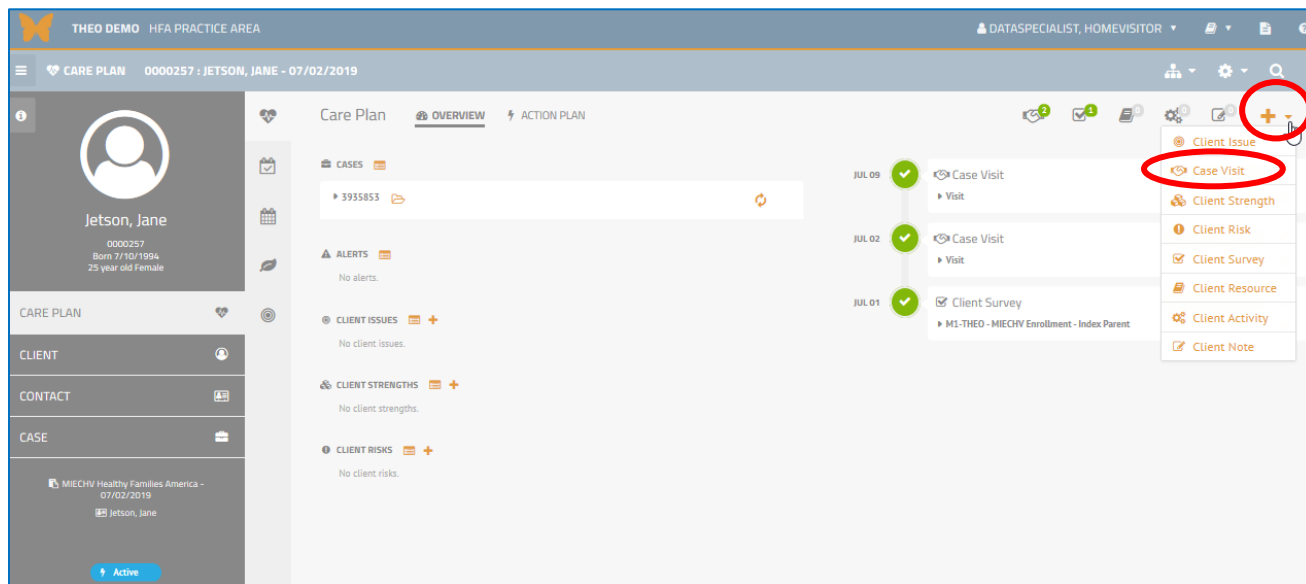 THEO DEMO HFA PRACTICE AREA
DATASPECIALIST, HOMEVISITOR
CARE PLAN 0000257 : JETSON, JANE - 07/02/2019
Jetson, Jane
0000257
Born 7/10/1994
25 year old Female
CARE PLAN
CLIENT
CONTACT
CASE
MIECHV Healthy Families America -
07/02/2019
Jetson, Jane
Active
Care Plan OVERVIEW ACTION PLAN
2 1 0 0 0
CASES
3935853
ALERTS
No alerts.
CLIENT ISSUES
No client issues.
CLIENT STRENGTHS
No client strengths.
CLIENT RISKS
No client risks.
JUL 09 Case Visit
Visit
JUL 02 Case Visit
Visit
JUL 01 Client Survey
M1-THEO - MIECHV Enrollment - Index Parent
Client Issue
Case Visit
Client Strength
Client Risk
Client Survey
Client Resource
Client Activity
Client Note